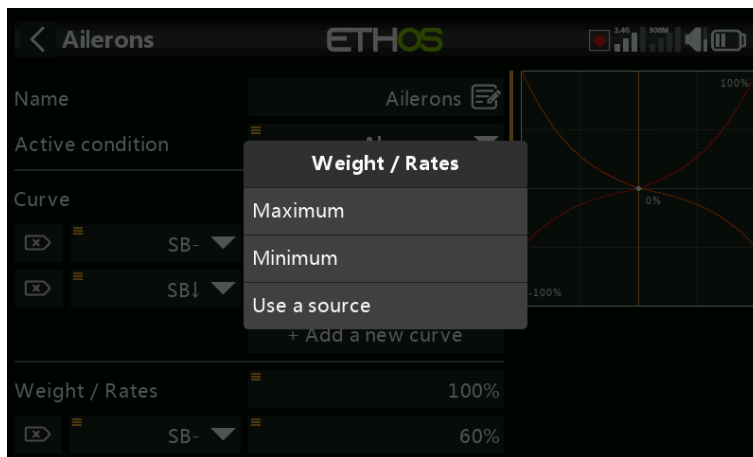 Ailerons
ETHOS
2.4G
900M
Name
Ailerons
Active condition
Weight / Rates
Maximum
Minimum
Use a source
Curve
SB-
SB↓
+ Add a new curve
Weight / Rates
100%
SB-
60%
100%
0%
-100%